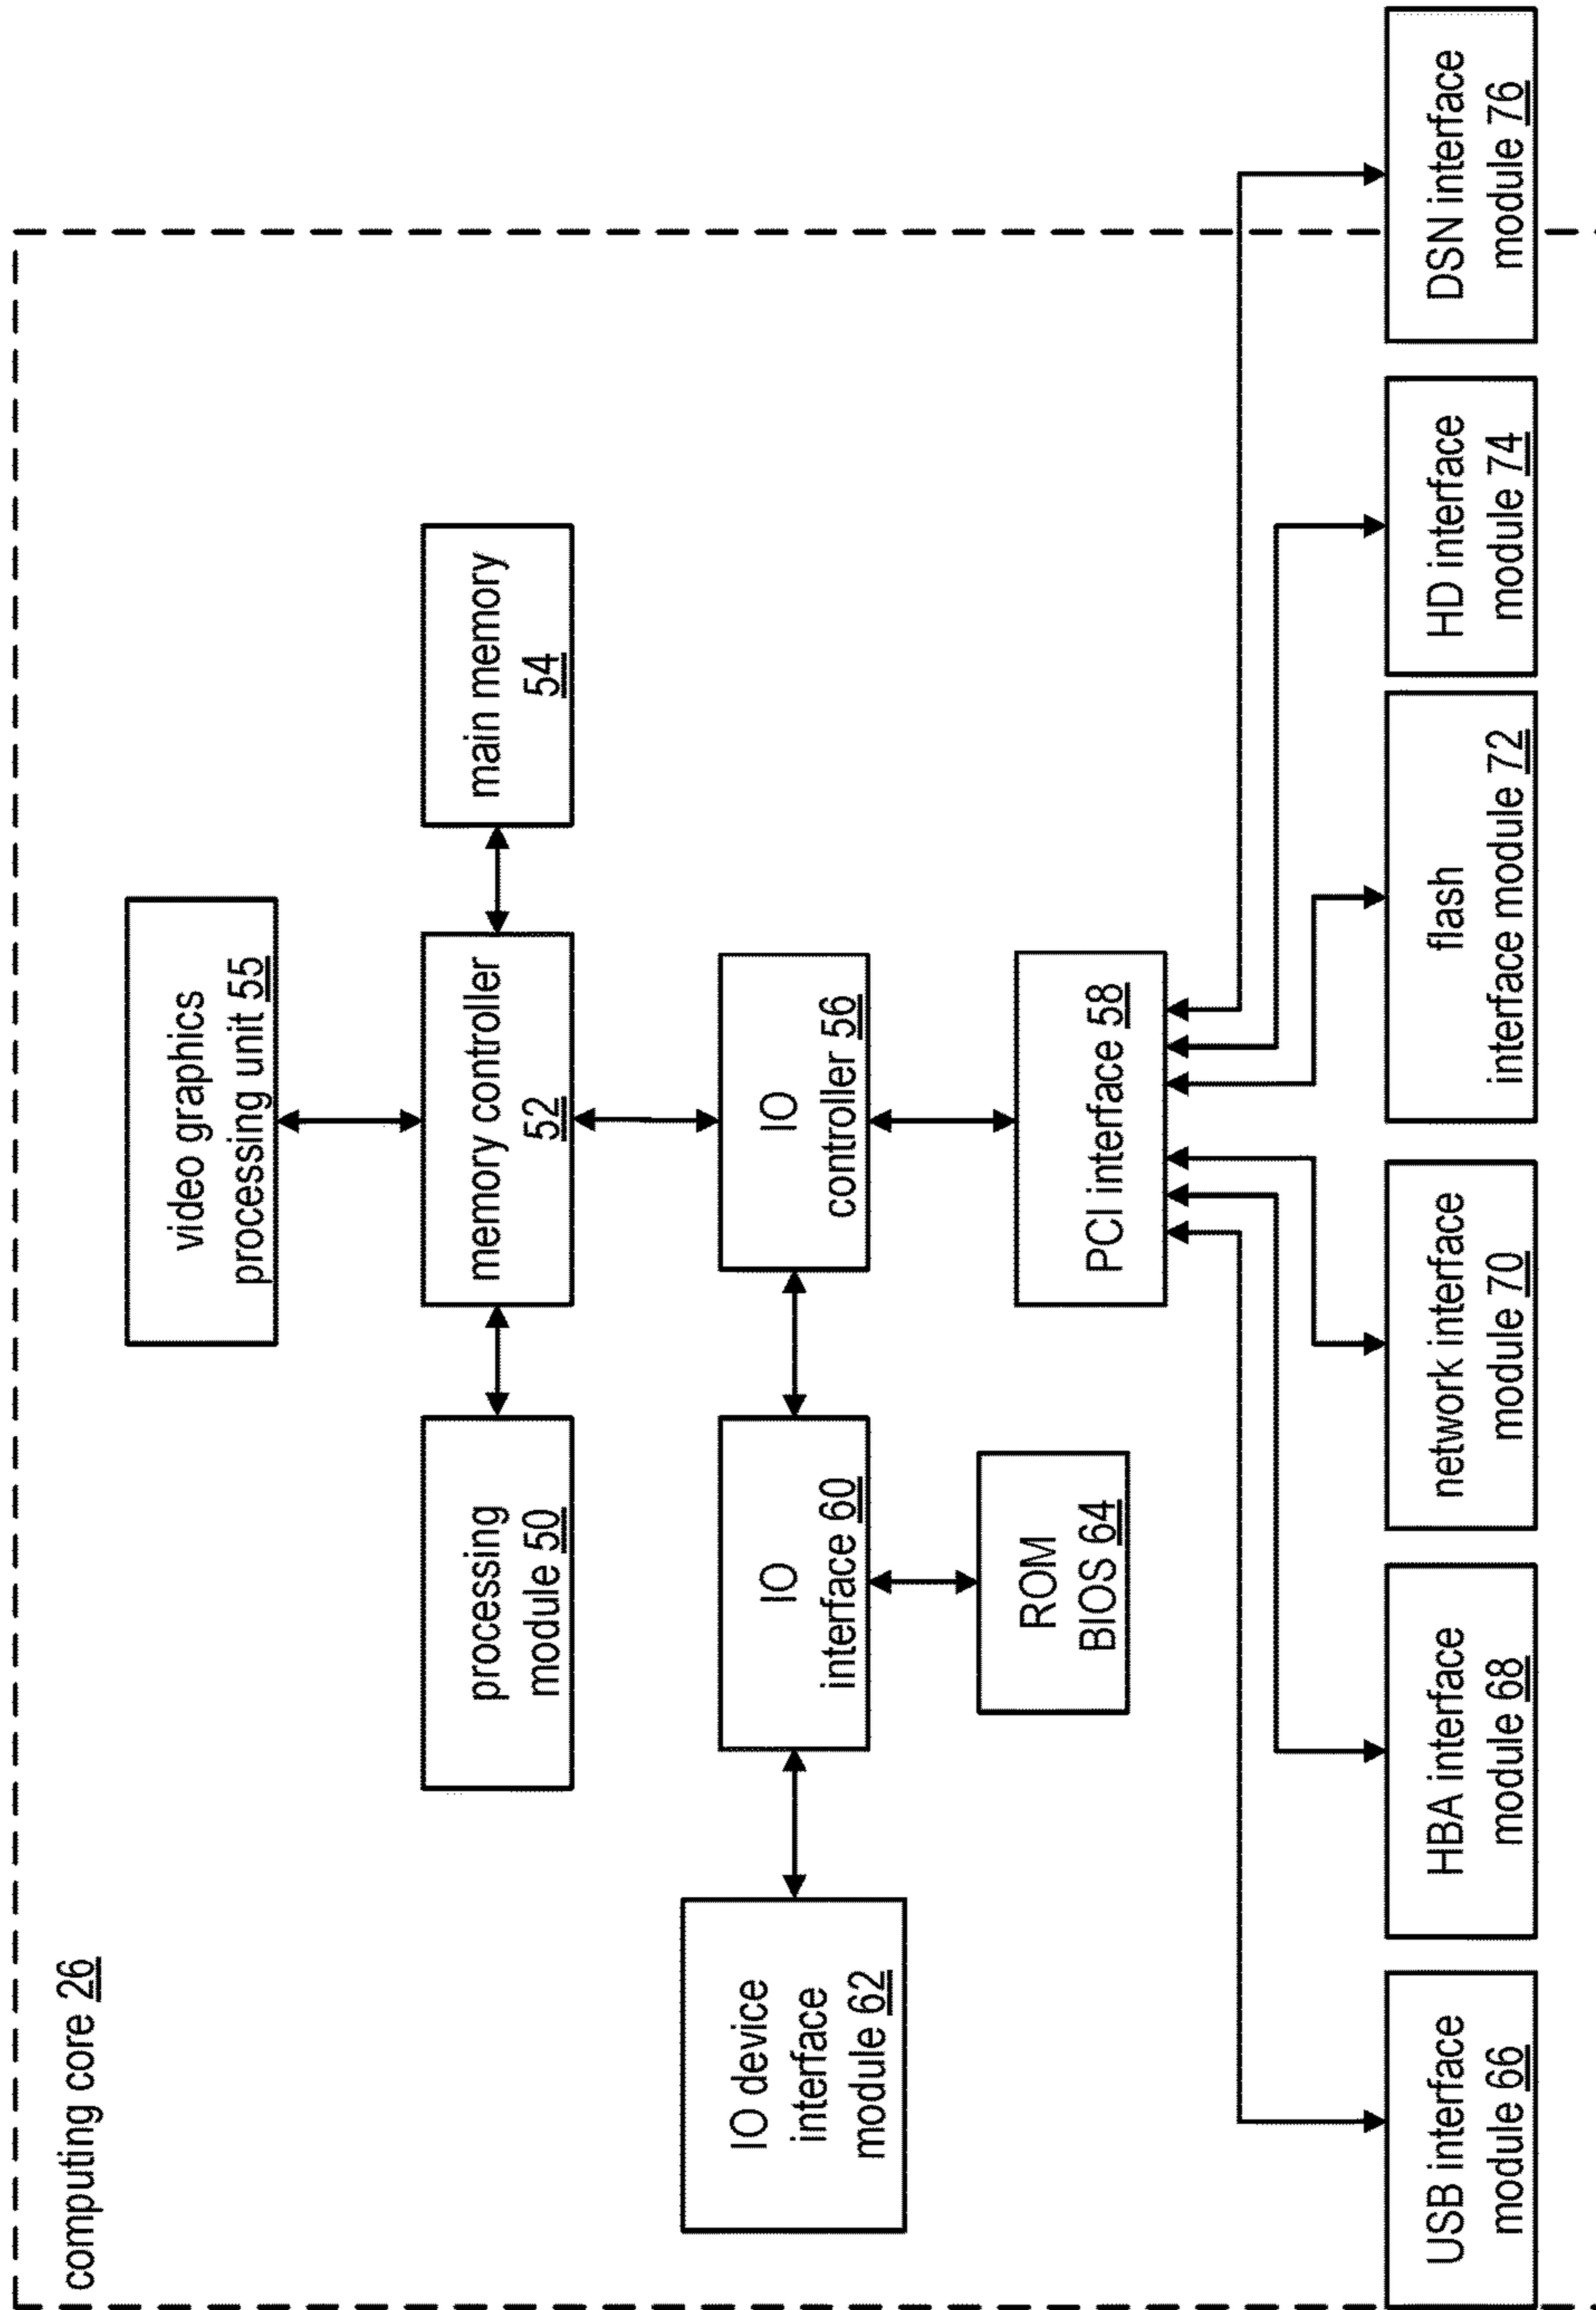 computing core 26
video graphics
processing unit 55
processing
module 50
memory controller
52
main memory
54
IO device
interface
module 62
IO
interface 60
IO
controller 56
ROM
BIOS 64
PCI interface 58
USB interface
module 66
HBA interface
module 68
network interface
module 70
flash
interface module 72
HD interface
module 74
DSN interface
module 76